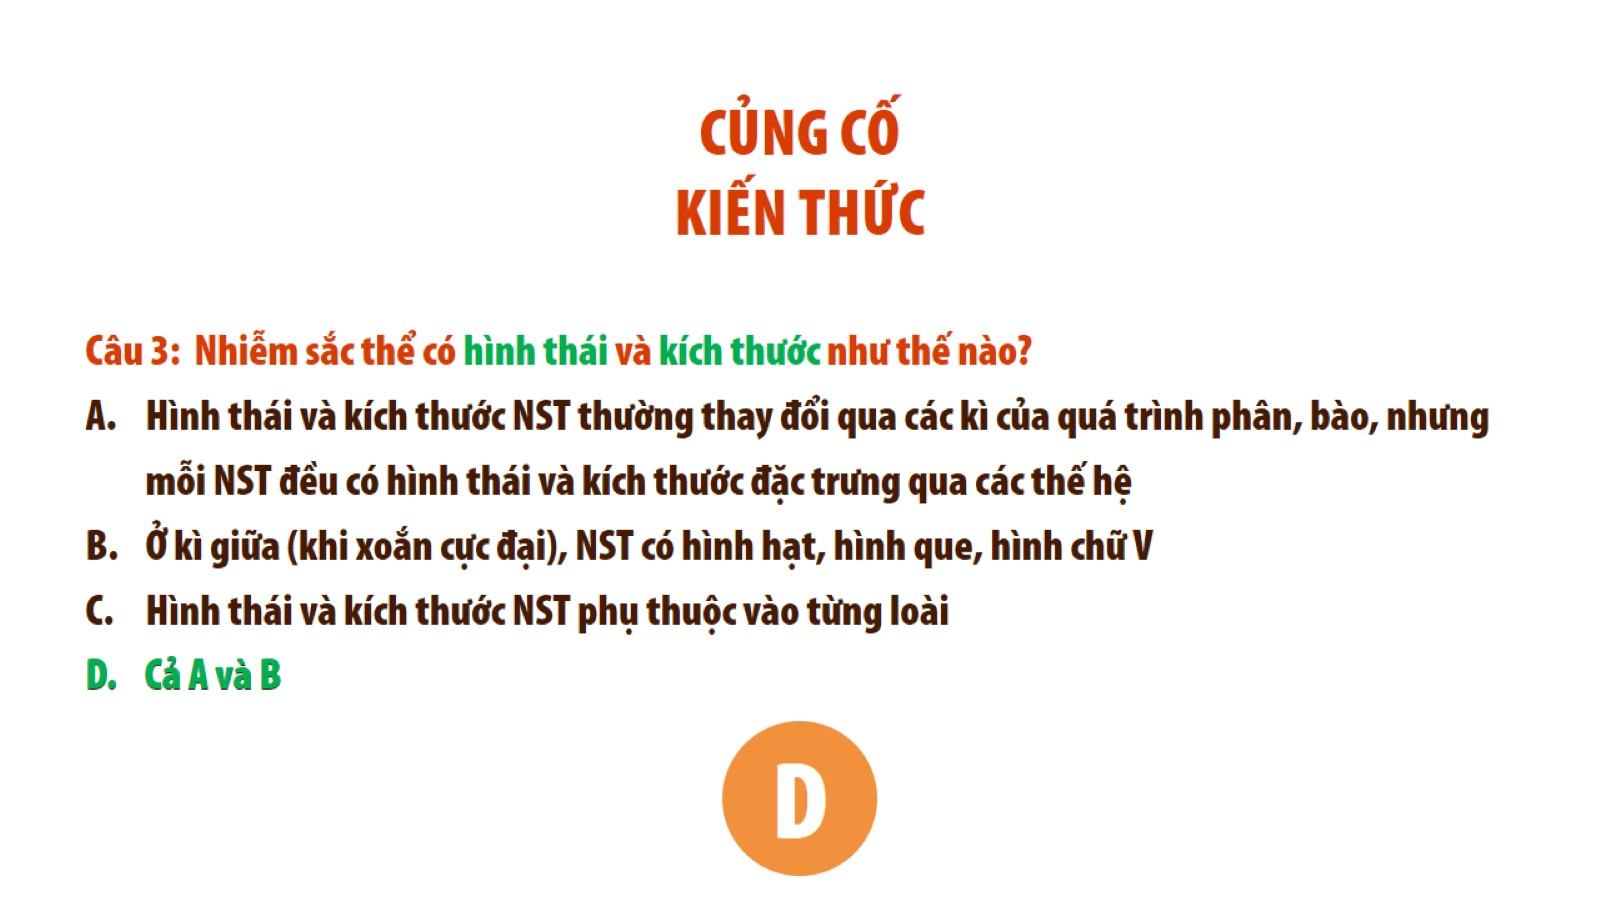 CỦNG CỐ
KIẾN THỨC
Câu 3: Nhiễm sắc thể có hình thái và kích thước như thế nào?
A. Hình thái và kích thước NST thường thay đổi qua các kì của quá trình phân, bào, nhưng
mỗi NST đều có hình thái và kích thước đặc trưng qua các thế hệ
B. Ở kì giữa (khi xoắn cực đại), NST có hình hạt, hình que, hình chữ V
C. Hình thái và kích thước NST phụ thuộc vào từng loài
D. Cả A và B
D